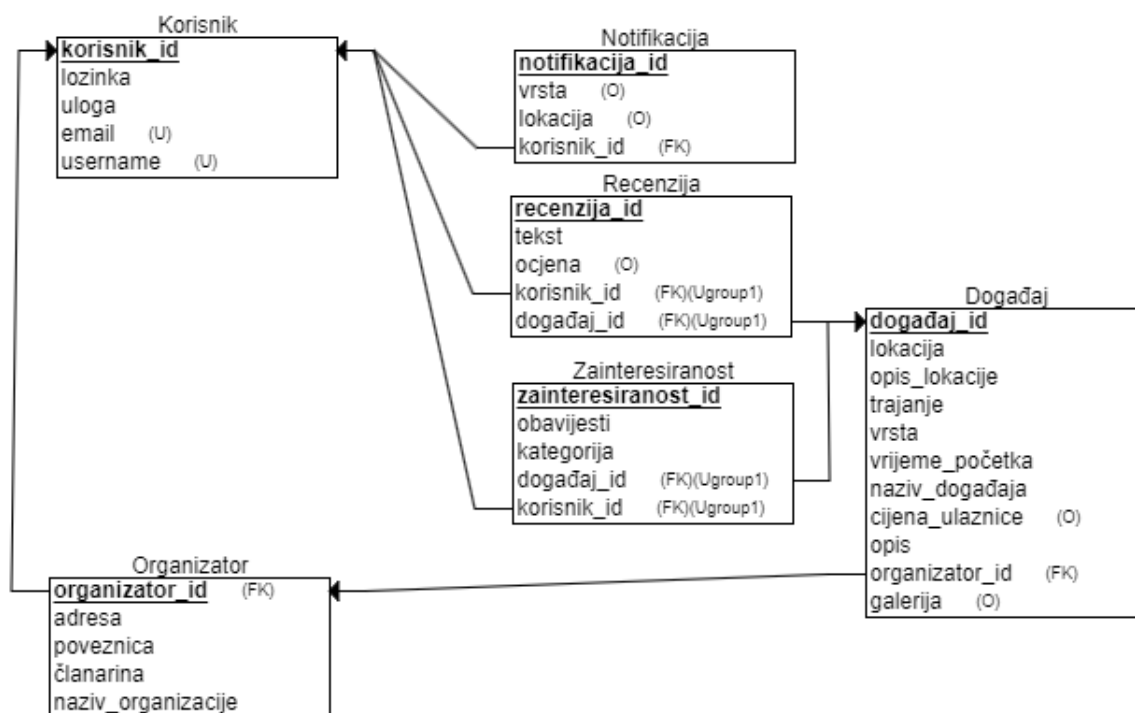 Korisnik
korisnik_id
lozinka
uloga
email (U)
username (U)
Notifikacija
notifikacija_id
vrsta (O)
lokacija (O)
korisnik_id (FK)
Recenzija
recenzija_id
tekst
ocjena (O)
korisnik_id (FK)(Ugroup1)
događaj_id (FK)(Ugroup1)
Zainteresiranost
zainteresiranost_id
obavijesti
kategorija
događaj_id (FK)(Ugroup1)
korisnik_id (FK)(Ugroup1)
Događaj
događaj_id
lokacija
opis_lokacije
trajanje
vrsta
vrijeme_početka
naziv_događaja
cijena_ulaznice (O)
opis
organizator_id (FK)
galerija (O)
Organizator
organizator_id (FK)
adresa
poveznica
članarina
naziv_organizacije